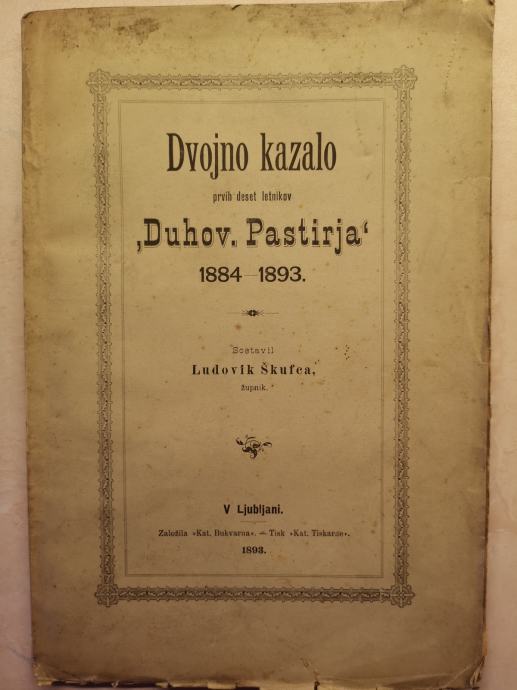 Dvojno kazalo
prvih deset letnikov
‚Duhov. Pastirja‘
1884—1893.
Sostavil
Ludovik Škufca,
župnik.
V Ljubljani.
Založila »Kat. Bukvarna«. — Tisk »Kat. Tiskarne«.
1893.